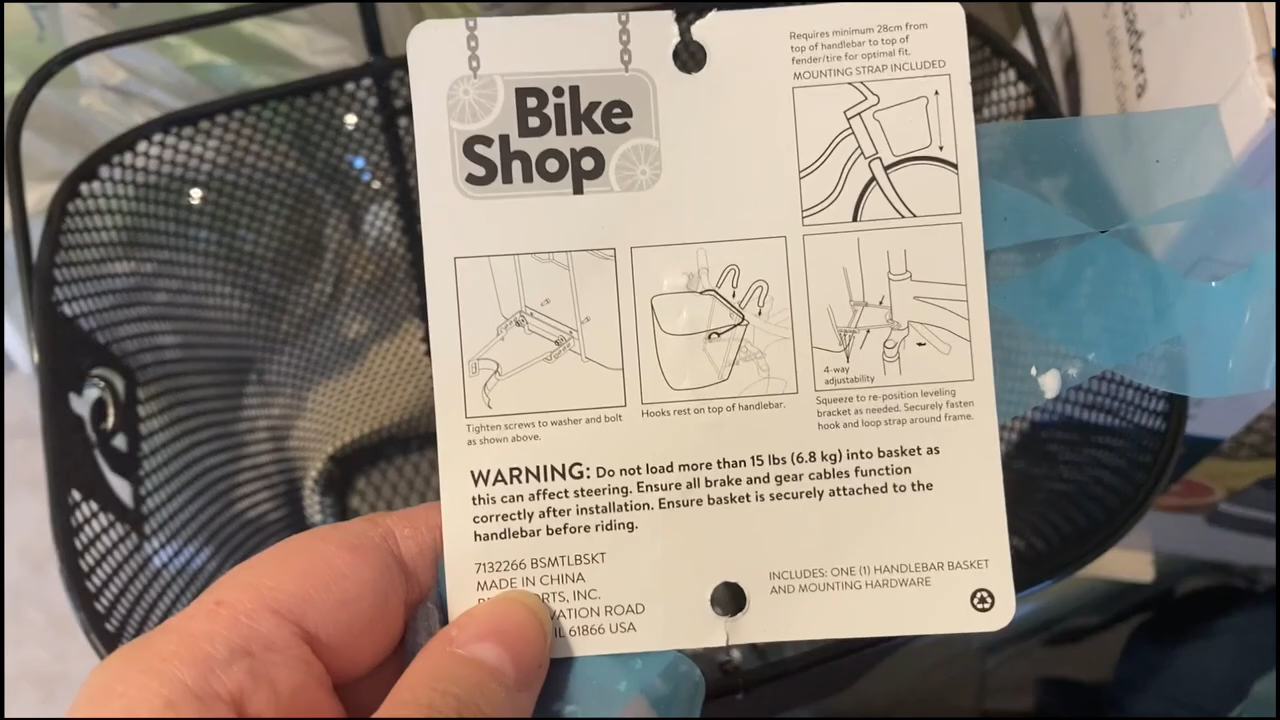 Bike
Shop
Requires minimum 28cm from
top of handlebar to top of
fender/tire for optimal fit.
MOUNTING STRAP INCLUDED
Tighten screws to washer and bolt
as shown above.
Hooks rest on top of handlebar.
4-way
adjustability
Squeeze to re-position leveling
bracket as needed. Securely fasten
hook and loop strap around frame.
WARNING: Do not load more than 15 lbs (6.8 kg) into basket as
this can affect steering. Ensure all brake and gear cables function
correctly after installation. Ensure basket is securely attached to the
handlebar before riding.
7132266 BSMTLBSKT
MADE IN CHINA
INC.
ROAD
IL 61866 USA
INCLUDES: ONE (1) HANDLEBAR BASKET
AND MOUNTING HARDWARE